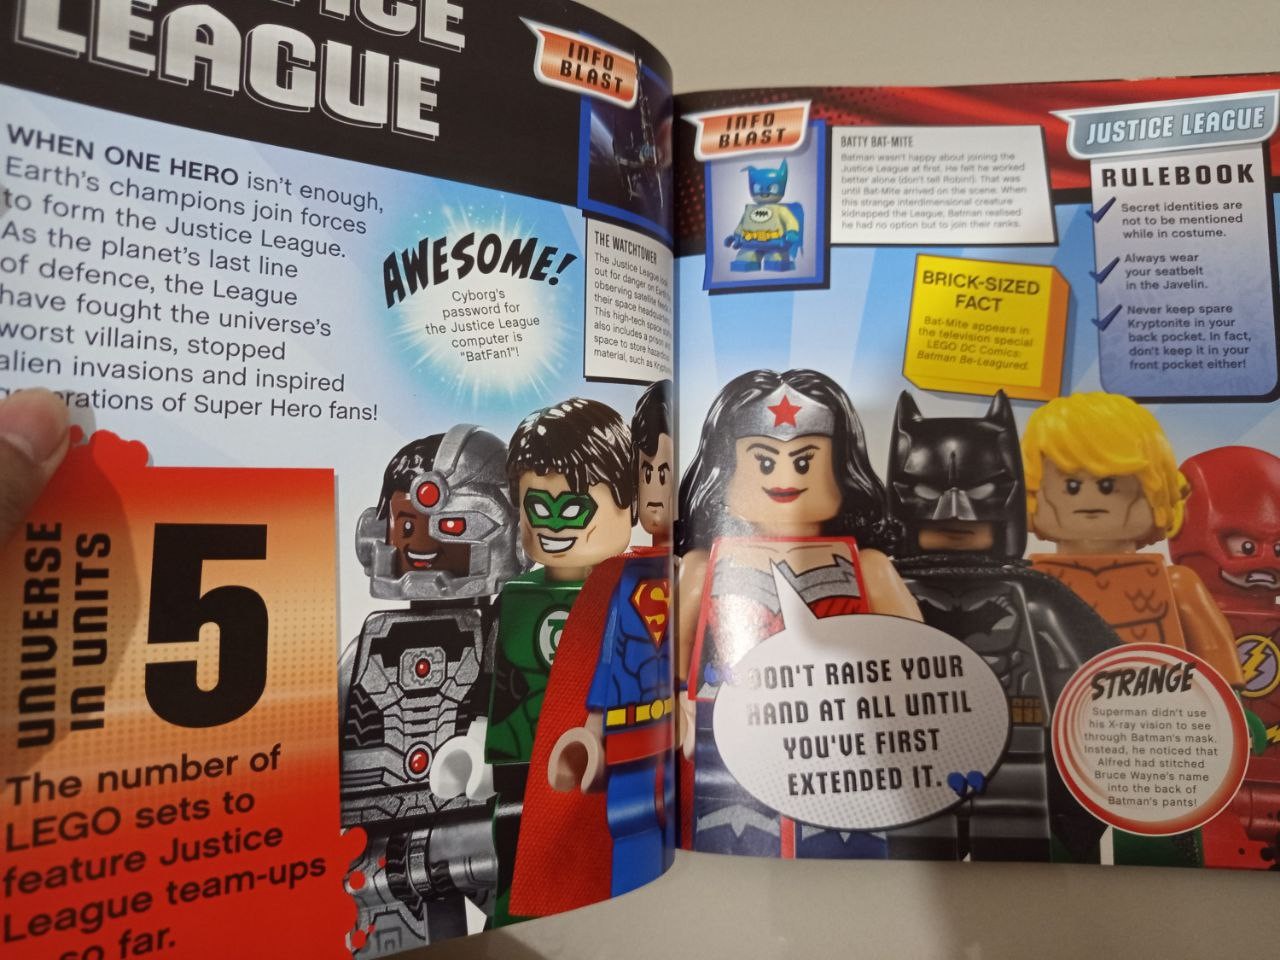 LEAGUE
WHEN ONE HERO isn't enough,
Earth's champions join forces
to form the Justice League.
As the planet's last line
of defence, the League
have fought the universe's
worst villains, stopped
alien invasions and inspired
of Super Hero fans!
AWESOME!
Cyborg's
password for
the Justice League
computer is
"BatFan1"!
INFO
BLAST
THE WATCHTOWER
The Justice League
out for danger on
observing satellite
their space
This high-tech space
also includes a prison
space to store
material, such as
UNIVERSE
IN UNITS
5
The number of
LEGO sets to
feature Justice
League team-ups
so far.
INFO
BLAST
BATTY BAT-MITE
Batman wasn't happy about joining the
Justice League at first. He felt he worked
better alone (don't tell Robin!). That was
until Bat-Mite arrived on the scene. When
this strange interdimensional creature
kidnapped the League, Batman realised
he had no option but to join their ranks.
BRICK-SIZED
FACT
Bat-Mite appears in
the television special
LEGO DC Comics:
Batman Be-Leagured.
JUSTICE LEAGUE
RULEBOOK
Secret identities are
not to be mentioned
while in costume.
Always wear
your seatbelt
in the Javelin.
Never keep spare
Kryptonite in your
back pocket. In fact,
don't keep it in your
front pocket either!
DON'T RAISE YOUR
HAND AT ALL UNTIL
YOU'VE FIRST
EXTENDED IT.
STRANGE
Superman didn't use
his X-ray vision to see
through Batman's mask.
Instead, he noticed that
Alfred had stitched
Bruce Wayne's name
into the back of
Batman's pants!